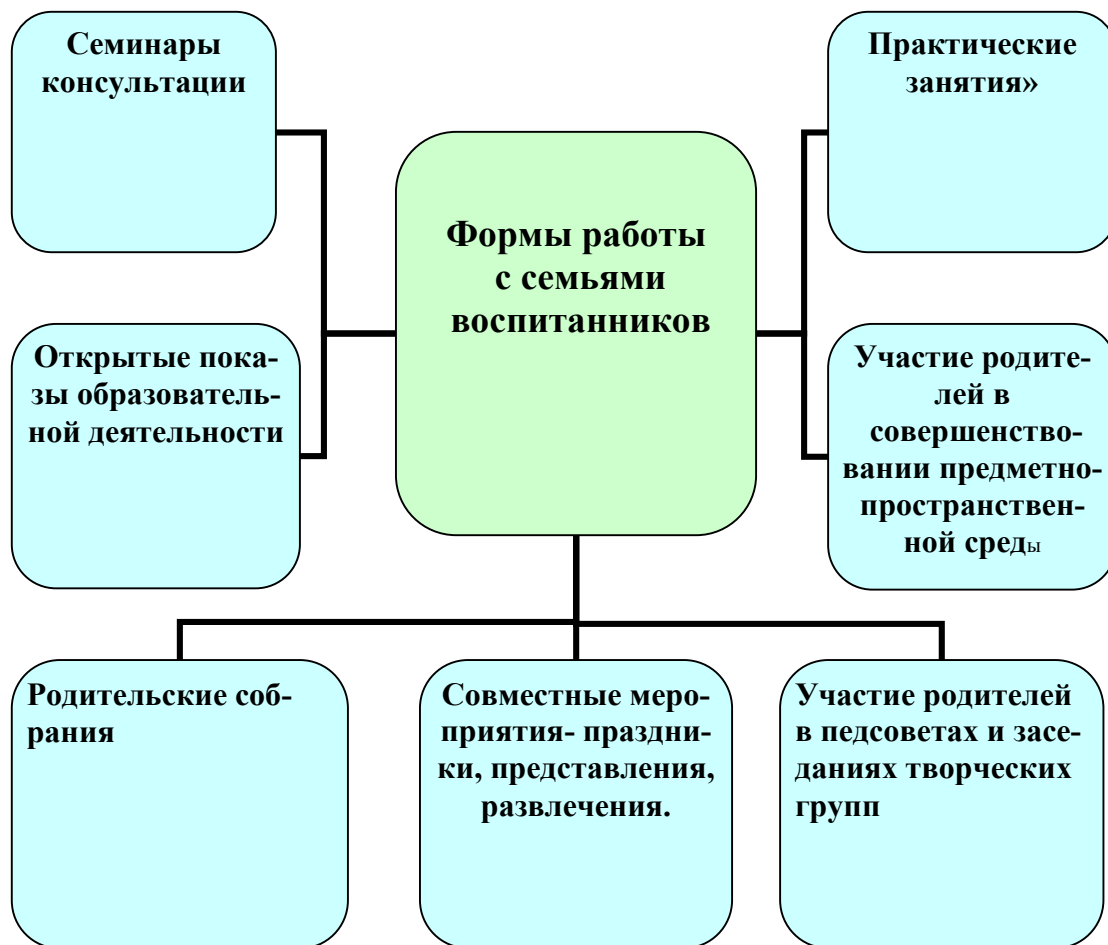 Семинары
консультации
Практические
занятия»
Формы работы
с семьями
воспитанников
Открытые пока-
зы образователь-
ной деятельности
Участие родите-
лей в
совершенство-
вании предметно-
пространствен-
ной среды
Родительские соб-
рания
Совместные меро-
приятия- праздни-
ки, представления,
развлечения.
Участие родителей
в педсоветах и засе-
даниях творческих
групп